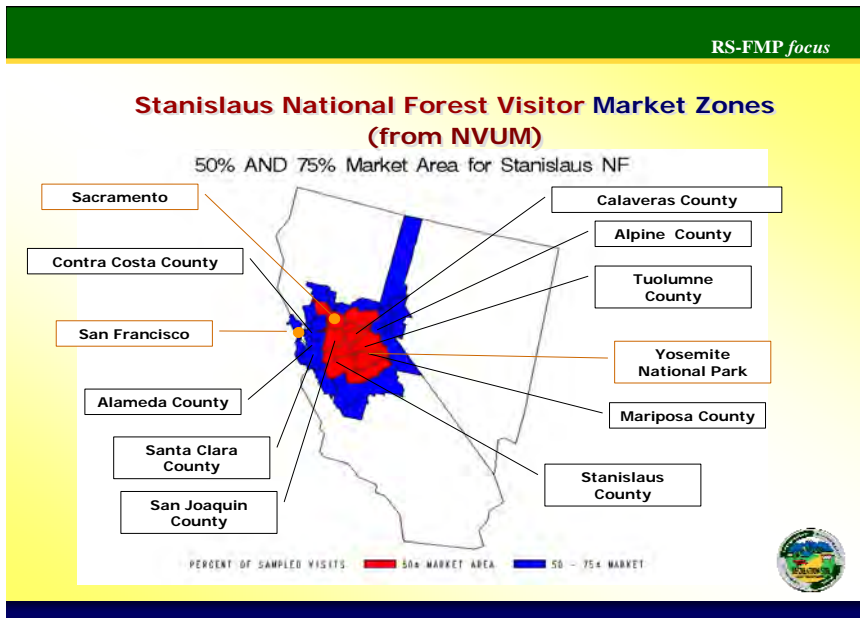 RS-FMP focus
Stanislaus National Forest Visitor Market Zones
(from NVUM)
50% AND 75% Market Area for Stanislaus NF
Sacramento
Calaveras County
Alpine County
Contra Costa County
Tuolumne
County
San Francisco
Yosemite
National Park
Alameda County
Mariposa County
Santa Clara
County
Stanislaus
County
San Joaquin
County
PERCENT OF SAMPLED VISITS 50% MARKET AREA 50 - 75% MARKET